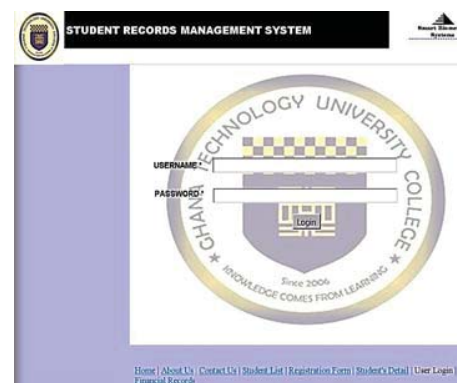 STUDENT RECORDS MANAGEMENT SYSTEM
Systems
GHANA TECHNOLOGY UNIVERSITY COLLEGE
USERNAME *
PASSWORD *
Login
Since 2006
KNOWLEDGE COMES FROM LEARNING
Home | About Us | Contact Us | Student List | Registration Form | Student's Detail | User Login |
Financial Records